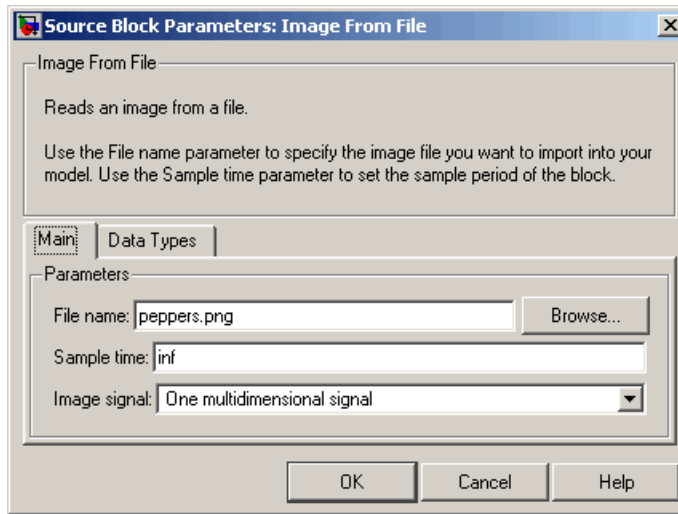 Source Block Parameters: Image From File
Image From File
Reads an image from a file.
Use the File name parameter to specify the image file you want to import into your
model. Use the Sample time parameter to set the sample period of the block.
Main Data Types
Parameters
File name: peppers.png Browse...
Sample time: inf
Image signal: One multidimensional signal
OK Cancel Help